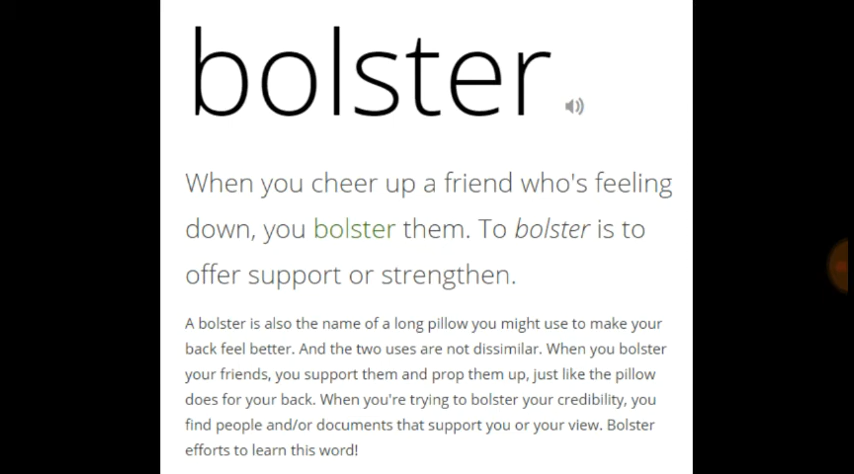 bolster
When you cheer up a friend who's feeling
down, you bolster them. To bolster is to
offer support or strengthen.
A bolster is also the name of a long pillow you might use to make your
back feel better. And the two uses are not dissimilar. When you bolster
your friends, you support them and prop them up, just like the pillow
does for your back. When you're trying to bolster your credibility, you
find people and/or documents that support you or your view. Bolster
efforts to learn this word!